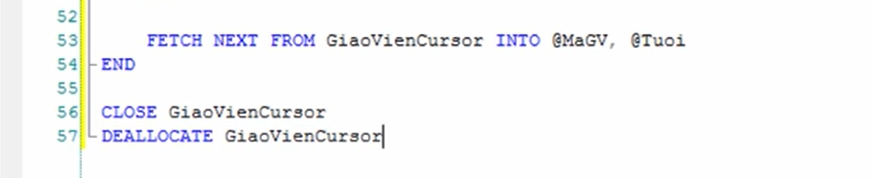 52
53 FETCH NEXT FROM GiaoVienCursor INTO @MaGV, @Tuoi
54 END
55
56 CLOSE GiaoVienCursor
57 DEALLOCATE GiaoVienCursor